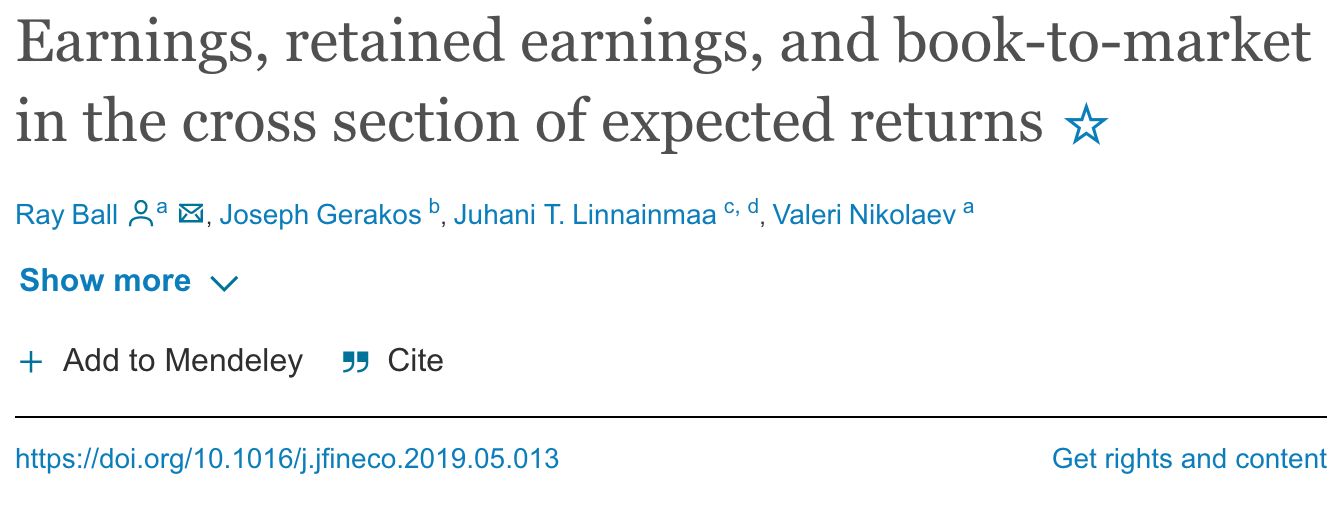 Earnings, retained earnings, and book-to-market
in the cross section of expected returns ☆
Ray Ball a, Joseph Gerakos b, Juhani T. Linnainmaa c, d, Valeri Nikolaev a
Show more
+ Add to Mendeley Cite
https://doi.org/10.1016/j.jfineco.2019.05.013 Get rights and content